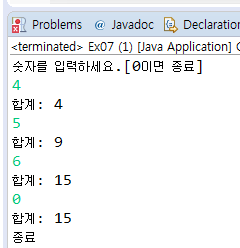 Problems @ Javadoc Declaration
<terminated> Ex07 (1) [Java Application]
숫자를 입력하세요.[0이면 종료]
4
합계: 4
5
합계: 9
6
합계: 15
0
합계: 15
종료